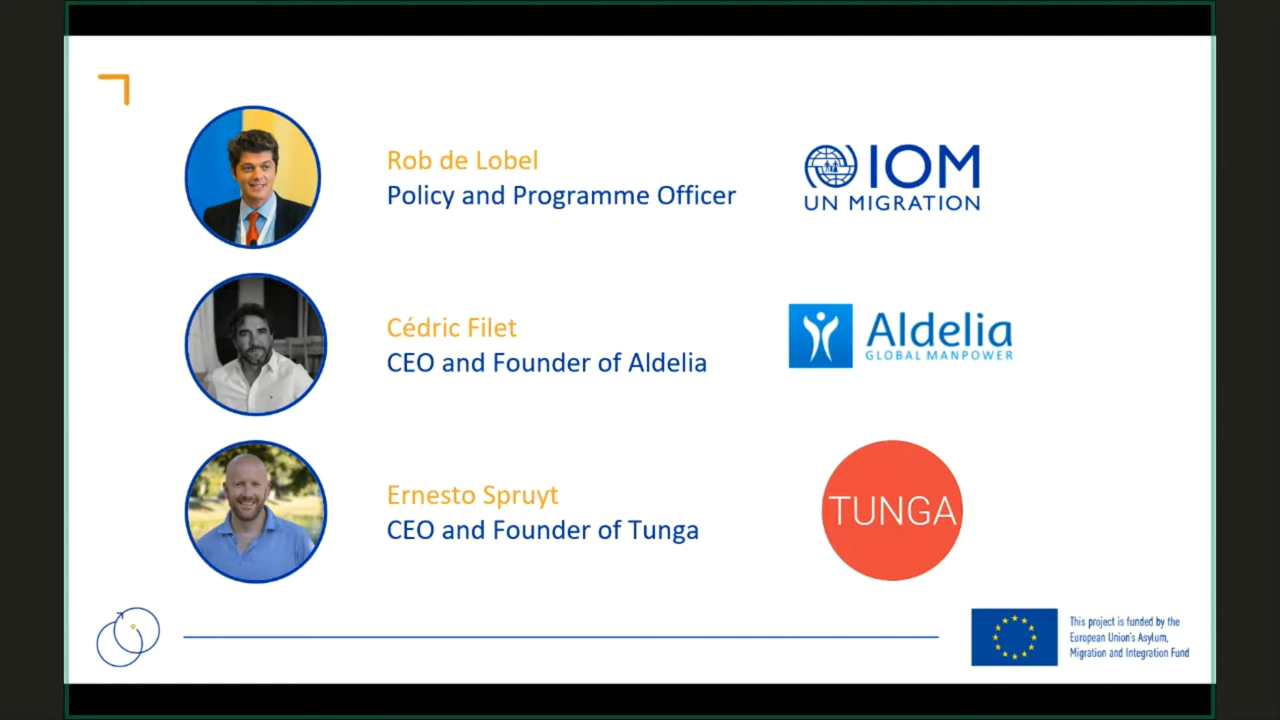 Rob de Lobel
Policy and Programme Officer
IOM
UN MIGRATION
Cédric Filet
CEO and Founder of Aldelia
Aldelia
GLOBAL MANPOWER
Ernesto Spruyt
CEO and Founder of Tunga
TUNGA
This project is funded by the
European Union's Asylum,
Migration and Integration Fund